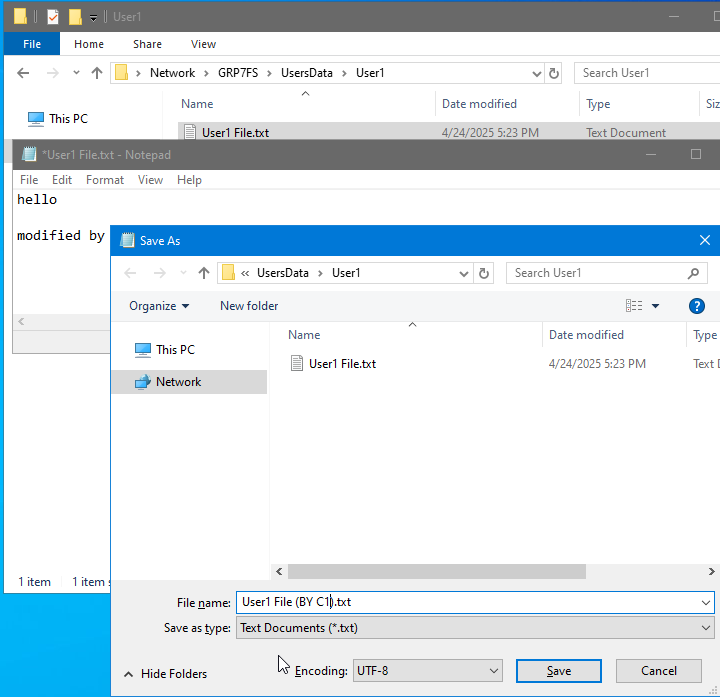 User1
File Home Share View
Network > GRP7FS > UsersData > User1 Search User1
Name Date modified Type
This PC
User1 File.txt 4/24/2025 5:23 PM Text Document
*User1 File.txt - Notepad
File Edit Format View Help
hello
modified by
Save As
« UsersData > User1 Search User1
Organize New folder ?
Name Date modified Type
This PC
User1 File.txt 4/24/2025 5:23 PM Text
Network
1 item 1 item
File name: User1 File (BY C1).txt
Save as type: Text Documents (*.txt)
Hide Folders Encoding: UTF-8 Save Cancel